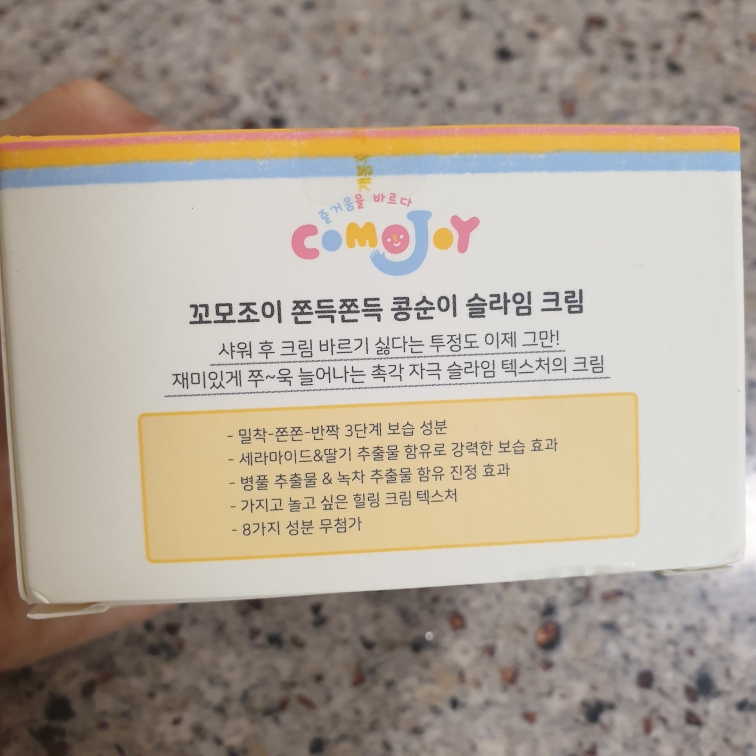 즐거움을 바르다
COMOJOY
꼬모조이 쫀득쫀득 콩순이 슬라임 크림
샤워 후 크림 바르기 싫다는 투정도 이제 그만!
재미있게 쭈~욱 늘어나는 촉각 자극 슬라임 텍스처의 크림
- 밀착-쫀쫀-반짝 3단계 보습 성분
- 세라마이드&딸기 추출물 함유로 강력한 보습 효과
- 병풀 추출물 & 녹차 추출물 함유 진정 효과
- 가지고 놀고 싶은 힐링 크림 텍스처
- 8가지 성분 무첨가